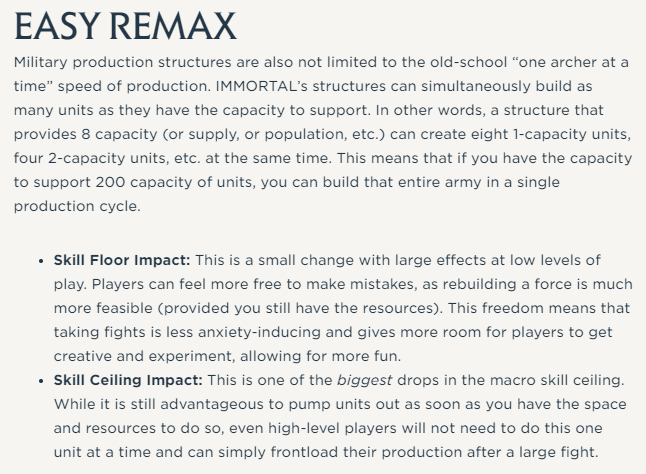 EASY REMAX
Military production structures are also not limited to the old-school “one archer at a
time” speed of production. IMMORTAL’s structures can simultaneously build as
many units as they have the capacity to support. In other words, a structure that
provides 8 capacity (or supply, or population, etc.) can create eight 1-capacity units,
four 2-capacity units, etc. at the same time. This means that if you have the capacity
to support 200 capacity of units, you can build that entire army in a single
production cycle.
• Skill Floor Impact: This is a small change with large effects at low levels of
play. Players can feel more free to make mistakes, as rebuilding a force is much
more feasible (provided you still have the resources). This freedom means that
taking fights is less anxiety-inducing and gives more room for players to get
creative and experiment, allowing for more fun.
• Skill Ceiling Impact: This is one of the biggest drops in the macro skill ceiling.
While it is still advantageous to pump units out as soon as you have the space
and resources to do so, even high-level players will not need to do this one
unit at a time and can simply frontload their production after a large fight.